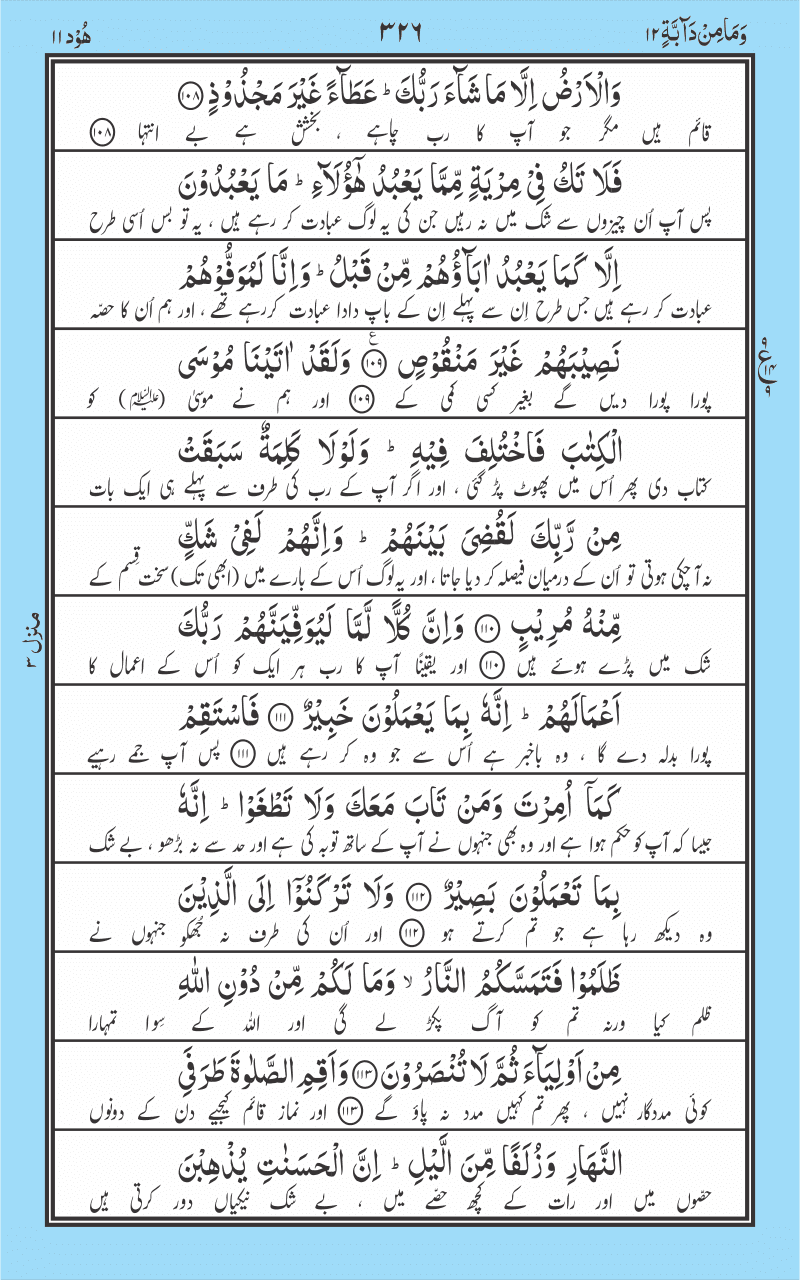 وَمَا مِنْ دَآبَّةٍ ۱۲
۳۲۶
هُوْد ۱۱
وَالْاَرْضُ اِلَّا مَا شَآءَ رَبُّكَ ؕ عَطَآءً غَيْرَ مَجْذُوْذٍ ﴿۱۰۸﴾
قائم ہیں مگر جو آپ کا رب چاہے ، بخشش ہے بے انتہا ﴿۱۰۸﴾
فَلَا تَكُ فِىْ مِرْيَةٍ مِّمَّا يَعْبُدُ هٰٓؤُلَآءِ ؕ مَا يَعْبُدُوْنَ
پس آپ اُن چیزوں سے شک میں نہ رہیں جن کی یہ لوگ عبادت کر رہے ہیں ، یہ تو بس اُسی طرح
اِلَّا كَمَا يَعْبُدُ اٰبَآؤُهُمْ مِّنْ قَبْلُ ؕ وَاِنَّا لَمُوَفُّوْهُمْ
عبادت کر رہے ہیں جس طرح اِن سے پہلے اِن کے باپ دادا عبادت کررہے تھے ، اور ہم اُن کا حصّہ
نَصِيْبَهُمْ غَيْرَ مَنْقُوْصٍ ﴿۱۰۹﴾ ع وَلَقَدْ اٰتَيْنَا مُوْسَى
پورا پورا دیں گے بغیر کسی کمی کے ﴿۱۰۹﴾ اور ہم نے موسیٰ (علیہ السلام) کو
الْكِتٰبَ فَاخْتُلِفَ فِيْهِ ؕ وَلَوْلَا كَلِمَةٌ سَبَقَتْ
کتاب دی پھر اُس میں پھوٹ پڑ گئی ، اور اگر آپ کے رب کی طرف سے پہلے ہی ایک بات
مِنْ رَّبِّكَ لَقُضِىَ بَيْنَهُمْ ؕ وَاِنَّهُمْ لَفِىْ شَكٍّ
نہ آ چکی ہوتی تو اُن کے درمیان فیصلہ کر دیا جاتا ، اور یہ لوگ اُس کے بارے میں (ابھی تک) سخت قِسم کے
مِّنْهُ مُرِيْبٍ ﴿۱۱۰﴾ وَاِنَّ كُلًّا لَّمَّا لَيُوَفِّيَنَّهُمْ رَبُّكَ
شک میں پڑے ہوئے ہیں ﴿۱۱۰﴾ اور یقینًا آپ کا رب ہر ایک کو اُس کے اعمال کا
اَعْمَالَهُمْ ؕ اِنَّهٗ بِمَا يَعْمَلُوْنَ خَبِيْرٌ ﴿۱۱۱﴾ فَاسْتَقِمْ
پورا بدلہ دے گا ، وہ باخبر ہے اُس سے جو وہ کر رہے ہیں ﴿۱۱۱﴾ پس آپ جمے رہیے
كَمَآ اُمِرْتَ وَمَنْ تَابَ مَعَكَ وَلَا تَطْغَوْا ؕ اِنَّهٗ
جیسا کہ آپ کو حکم ہوا ہے اور وہ بھی جنہوں نے آپ کے ساتھ توبہ کی ہے اور حد سے نہ بڑھو ، بے شک
بِمَا تَعْمَلُوْنَ بَصِيْرٌ ﴿۱۱۲﴾ وَلَا تَرْكَنُوْٓا اِلَى الَّذِيْنَ
وہ دیکھ رہا ہے جو تم کرتے ہو ﴿۱۱۲﴾ اور اُن کی طرف نہ جُھکو جنہوں نے
ظَلَمُوْا فَتَمَسَّكُمُ النَّارُ ۙ وَمَا لَكُمْ مِّنْ دُوْنِ اللّٰهِ
ظلم کیا ورنہ تم کو آگ پکڑ لے گی اور اللہ کے سِوا تمہارا
مِنْ اَوْلِيَآءَ ثُمَّ لَا تُنْصَرُوْنَ ﴿۱۱۳﴾ وَاَقِمِ الصَّلٰوةَ طَرَفَىِ
کوئی مددگار نہیں ، پھر تم کہیں مدد نہ پاؤ گے ﴿۱۱۳﴾ اور نماز قائم کیجیے دن کے دونوں
النَّهَارِ وَزُلَفًا مِّنَ الَّيْلِ ؕ اِنَّ الْحَسَنٰتِ يُذْهِبْنَ
حصّوں میں اور رات کے کچھ حصّے میں ، بے شک نیکیاں دور کرتی ہیں
ع ۹ ۱۴ ۹
منزل ۳